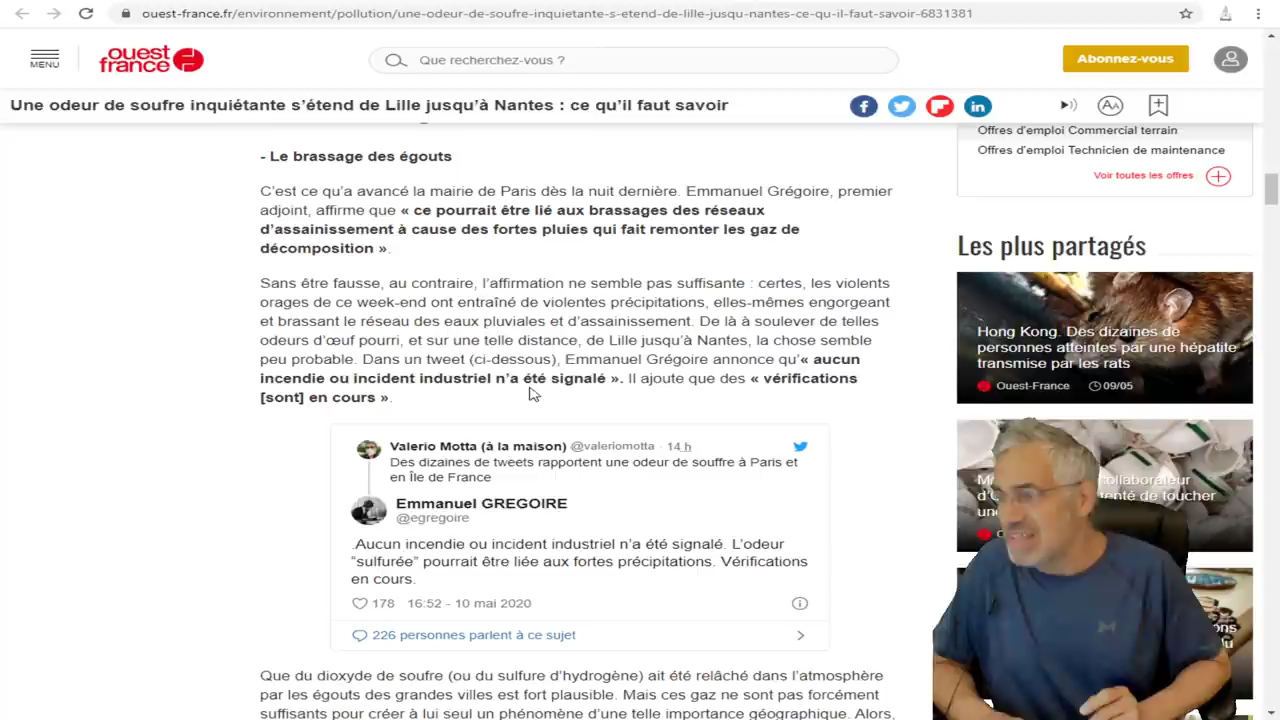 ouest-france.fr/environnement/pollution/une-odeur-de-soufre-inquietante-s-etend-de-lille-jusqu-nantes-ce-qu-il-faut-savoir-6831381
MENU
ouest
france
Que recherchez-vous ?
Abonnez-vous
Une odeur de soufre inquiétante s’étend de Lille jusqu’à Nantes : ce qu’il faut savoir
- Le brassage des égouts
C’est ce qu’a avancé la mairie de Paris dès la nuit dernière. Emmanuel Grégoire, premier
adjoint, affirme que « ce pourrait être lié aux brassages des réseaux
d’assainissement à cause des fortes pluies qui fait remonter les gaz de
décomposition ».
Sans être fausse, au contraire, l’affirmation ne semble pas suffisante : certes, les violents
orages de ce week-end ont entraîné de violentes précipitations, elles-mêmes engorgeant
et brassant le réseau des eaux pluviales et d’assainissement. De là à soulever de telles
odeurs d’œuf pourri, et sur une telle distance, de Lille jusqu’à Nantes, la chose semble
peu probable. Dans un tweet (ci-dessous), Emmanuel Grégoire annonce qu’« aucun
incendie ou incident industriel n’a été signalé ». Il ajoute que des « vérifications
[sont] en cours ».
Valerio Motta (à la maison) @valeriomotta · 14 h
Des dizaines de tweets rapportent une odeur de souffre à Paris et
en Île de France
Emmanuel GREGOIRE
@egregoire
.Aucun incendie ou incident industriel n’a été signalé. L’odeur
“sulfurée” pourrait être liée aux fortes précipitations. Vérifications
en cours.
178 16:52 - 10 mai 2020
226 personnes parlent à ce sujet
Que du dioxyde de soufre (ou du sulfure d’hydrogène) ait été relâché dans l’atmosphère
par les égouts des grandes villes est fort plausible. Mais ces gaz ne sont pas forcément
suffisants pour créer à lui seul un phénomène d’une telle importance géographique. Alors,
Offres d'emploi Commercial terrain
Offres d'emploi Technicien de maintenance
Voir toutes les offres
Les plus partagés
Hong Kong. Des dizaines de
personnes atteintes par une hépatite
transmise par les rats
Ouest-France 09/05
collaborateur
tenté de toucher